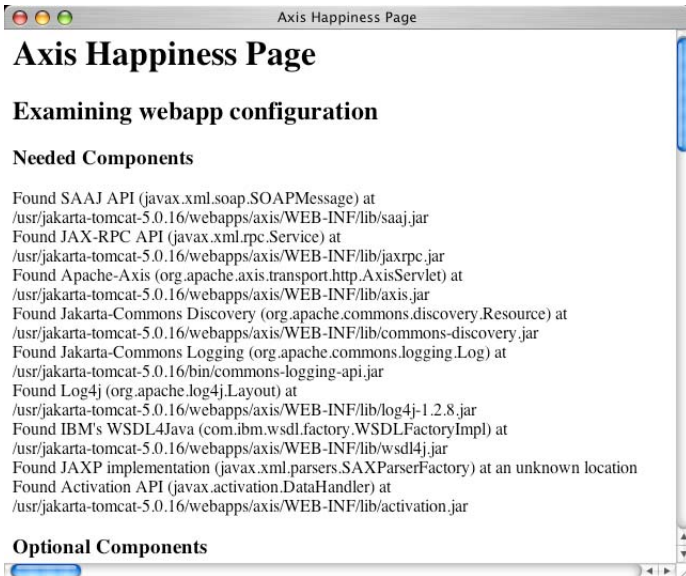 Axis Happiness Page
Axis Happiness Page
Examining webapp configuration
Needed Components
Found SAAJ API (javax.xml.soap.SOAPMessage) at
/usr/jakarta-tomcat-5.0.16/webapps/axis/WEB-INF/lib/saaj.jar
Found JAX-RPC API (javax.xml.rpc.Service) at
/usr/jakarta-tomcat-5.0.16/webapps/axis/WEB-INF/lib/jaxrpc.jar
Found Apache-Axis (org.apache.axis.transport.http.AxisServlet) at
/usr/jakarta-tomcat-5.0.16/webapps/axis/WEB-INF/lib/axis.jar
Found Jakarta-Commons Discovery (org.apache.commons.discovery.Resource) at
/usr/jakarta-tomcat-5.0.16/webapps/axis/WEB-INF/lib/commons-discovery.jar
Found Jakarta-Commons Logging (org.apache.commons.logging.Log) at
/usr/jakarta-tomcat-5.0.16/bin/commons-logging-api.jar
Found Log4j (org.apache.log4j.Layout) at
/usr/jakarta-tomcat-5.0.16/webapps/axis/WEB-INF/lib/log4j-1.2.8.jar
Found IBM's WSDL4Java (com.ibm.wsdl.factory.WSDLFactoryImpl) at
/usr/jakarta-tomcat-5.0.16/webapps/axis/WEB-INF/lib/wsdl4j.jar
Found JAXP implementation (javax.xml.parsers.SAXParserFactory) at an unknown location
Found Activation API (javax.activation.DataHandler) at
/usr/jakarta-tomcat-5.0.16/webapps/axis/WEB-INF/lib/activation.jar
Optional Components